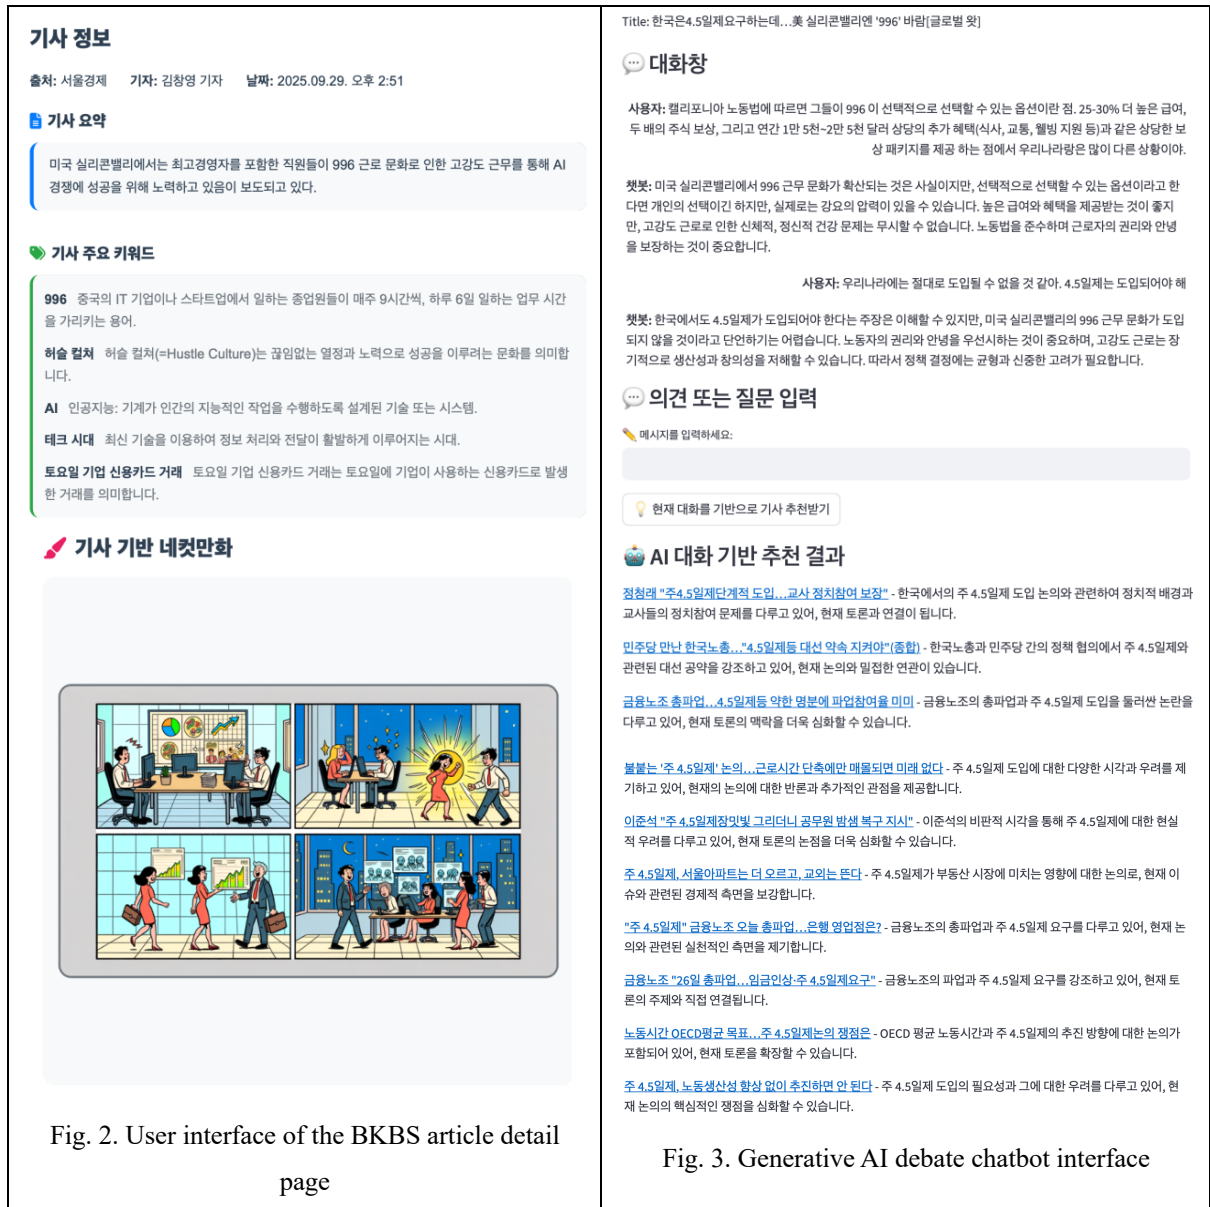 기사 정보
출처: 서울경제 기자: 김창영 기자 날짜: 2025.09.29. 오후 2:51
기사 요약
미국 실리콘밸리에서는 최고경영자를 포함한 직원들이 996 근로 문화로 인한 고강도 근무를 통해 AI
경쟁에 성공을 위해 노력하고 있음이 보도되고 있다.
기사 주요 키워드
996 중국의 IT 기업이나 스타트업에서 일하는 종업원들이 매주 9시간씩, 하루 6일 일하는 업무 시간
을 가리키는 용어.
허슬 컬쳐 허슬 컬쳐(=Hustle Culture)는 끊임없는 열정과 노력으로 성공을 이루려는 문화를 의미합
니다.
AI 인공지능: 기계가 인간의 지능적인 작업을 수행하도록 설계된 기술 또는 시스템.
테크 시대 최신 기술을 이용하여 정보 처리와 전달이 활발하게 이루어지는 시대.
토요일 기업 신용카드 거래 토요일 기업 신용카드 거래는 토요일에 기업이 사용하는 신용카드로 발생
한 거래를 의미합니다.
기사 기반 네컷만화
Fig. 2. User interface of the BKBS article detail
page
Title: 한국은4.5일제요구하는데…美 실리콘밸리엔 '996' 바람[글로벌 왓]
대화창
사용자: 캘리포니아 노동법에 따르면 그들이 996 이 선택적으로 선택할 수 있는 옵션이란 점. 25-30% 더 높은 급여,
두 배의 주식 보상, 그리고 연간 1만 5천~2만 5천 달러 상당의 추가 혜택(식사, 교통, 웰빙 지원 등)과 같은 상당한 보
상 패키지를 제공 하는 점에서 우리나라랑은 많이 다른 상황이야.
챗봇: 미국 실리콘밸리에서 996 근무 문화가 확산되는 것은 사실이지만, 선택적으로 선택할 수 있는 옵션이라고 한
다면 개인의 선택이긴 하지만, 실제로는 강요의 압력이 있을 수 있습니다. 높은 급여와 혜택을 제공받는 것이 좋지
만, 고강도 근로로 인한 신체적, 정신적 건강 문제는 무시할 수 없습니다. 노동법을 준수하며 근로자의 권리와 안녕
을 보장하는 것이 중요합니다.
사용자: 우리나라에는 절대로 도입될 수 없을 것 같아. 4.5일제는 도입되어야 해
챗봇: 한국에서도 4.5일제가 도입되어야 한다는 주장은 이해할 수 있지만, 미국 실리콘밸리의 996 근무 문화가 도입
되지 않을 것이라고 단언하기는 어렵습니다. 노동자의 권리와 안녕을 우선시하는 것이 중요하며, 고강도 근로는 장
기적으로 생산성과 창의성을 저해할 수 있습니다. 따라서 정책 결정에는 균형과 신중한 고려가 필요합니다.
의견 또는 질문 입력
메시지를 입력하세요:
현재 대화를 기반으로 기사 추천받기
AI 대화 기반 추천 결과
정청래 "주4.5일제단계적 도입…교사 정치참여 보장" - 한국에서의 주 4.5일제 도입 논의와 관련하여 정치적 배경과
교사들의 정치참여 문제를 다루고 있어, 현재 토론과 연결이 됩니다.
민주당 만난 한국노총…"4.5일제등 대선 약속 지켜야"(종합) - 한국노총과 민주당 간의 정책 협의에서 주 4.5일제와
관련된 대선 공약을 강조하고 있어, 현재 논의와 밀접한 연관이 있습니다.
금융노조 총파업…4.5일제등 약한 명분에 파업참여율 미미 - 금융노조의 총파업과 주 4.5일제 도입을 둘러싼 논란을
다루고 있어, 현재 토론의 맥락을 더욱 심화할 수 있습니다.
불붙는 '주 4.5일제' 논의…근로시간 단축에만 매몰되면 미래 없다 - 주 4.5일제 도입에 대한 다양한 시각과 우려를 제
기하고 있어, 현재의 논의에 대한 반론과 추가적인 관점을 제공합니다.
이준석 "주 4.5일제장밋빛 그리더니 공무원 밤샘 복구 지시" - 이준석의 비판적 시각을 통해 주 4.5일제에 대한 현실
적 우려를 다루고 있어, 현재 토론의 논점을 더욱 심화할 수 있습니다.
주 4.5일제, 서울아파트는 더 오르고, 교외는 뜬다 - 주 4.5일제가 부동산 시장에 미치는 영향에 대한 논의로, 현재 이
슈와 관련된 경제적 측면을 보강합니다.
"주 4.5일제" 금융노조 오늘 총파업…은행 영업점은? - 금융노조의 총파업과 주 4.5일제 요구를 다루고 있어, 현재 논
의와 관련된 실천적인 측면을 제기합니다.
금융노조 "26일 총파업…임금인상·주 4.5일제요구" - 금융노조의 파업과 주 4.5일제 요구를 강조하고 있어, 현재 토
론의 주제와 직접 연결됩니다.
노동시간 OECD평균 목표…주 4.5일제논의 쟁점은 - OECD 평균 노동시간과 주 4.5일제의 추진 방향에 대한 논의가
포함되어 있어, 현재 토론을 확장할 수 있습니다.
주 4.5일제, 노동생산성 향상 없이 추진하면 안 된다 - 주 4.5일제 도입의 필요성과 그에 대한 우려를 다루고 있어, 현
재 논의의 핵심적인 쟁점을 심화할 수 있습니다.
Fig. 3. Generative AI debate chatbot interface